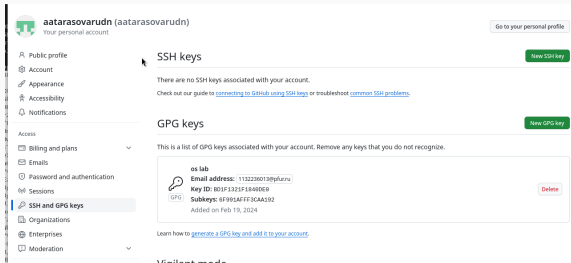 aatarasovarudn (aatarasovarudn)
Your personal account
Go to your personal profile
Public profile
Account
Appearance
Accessibility
Notifications
Access
Billing and plans
Emails
Password and authentication
Sessions
SSH and GPG keys
Organizations
Enterprises
Moderation
SSH keys
New SSH key
There are no SSH keys associated with your account.
Check out our guide to connecting to GitHub using SSH keys or troubleshoot common SSH problems.
GPG keys
New GPG key
This is a list of GPG keys associated with your account. Remove any keys that you do not recognize.
os lab
Email address: 1132236013@pfur.ru
Key ID: BD1F1321F1846DE9
Subkeys: 6F991AFFF3CAA192
Added on Feb 19, 2024
GPG
Delete
Learn how to generate a GPG key and add it to your account.
Vigilant mode